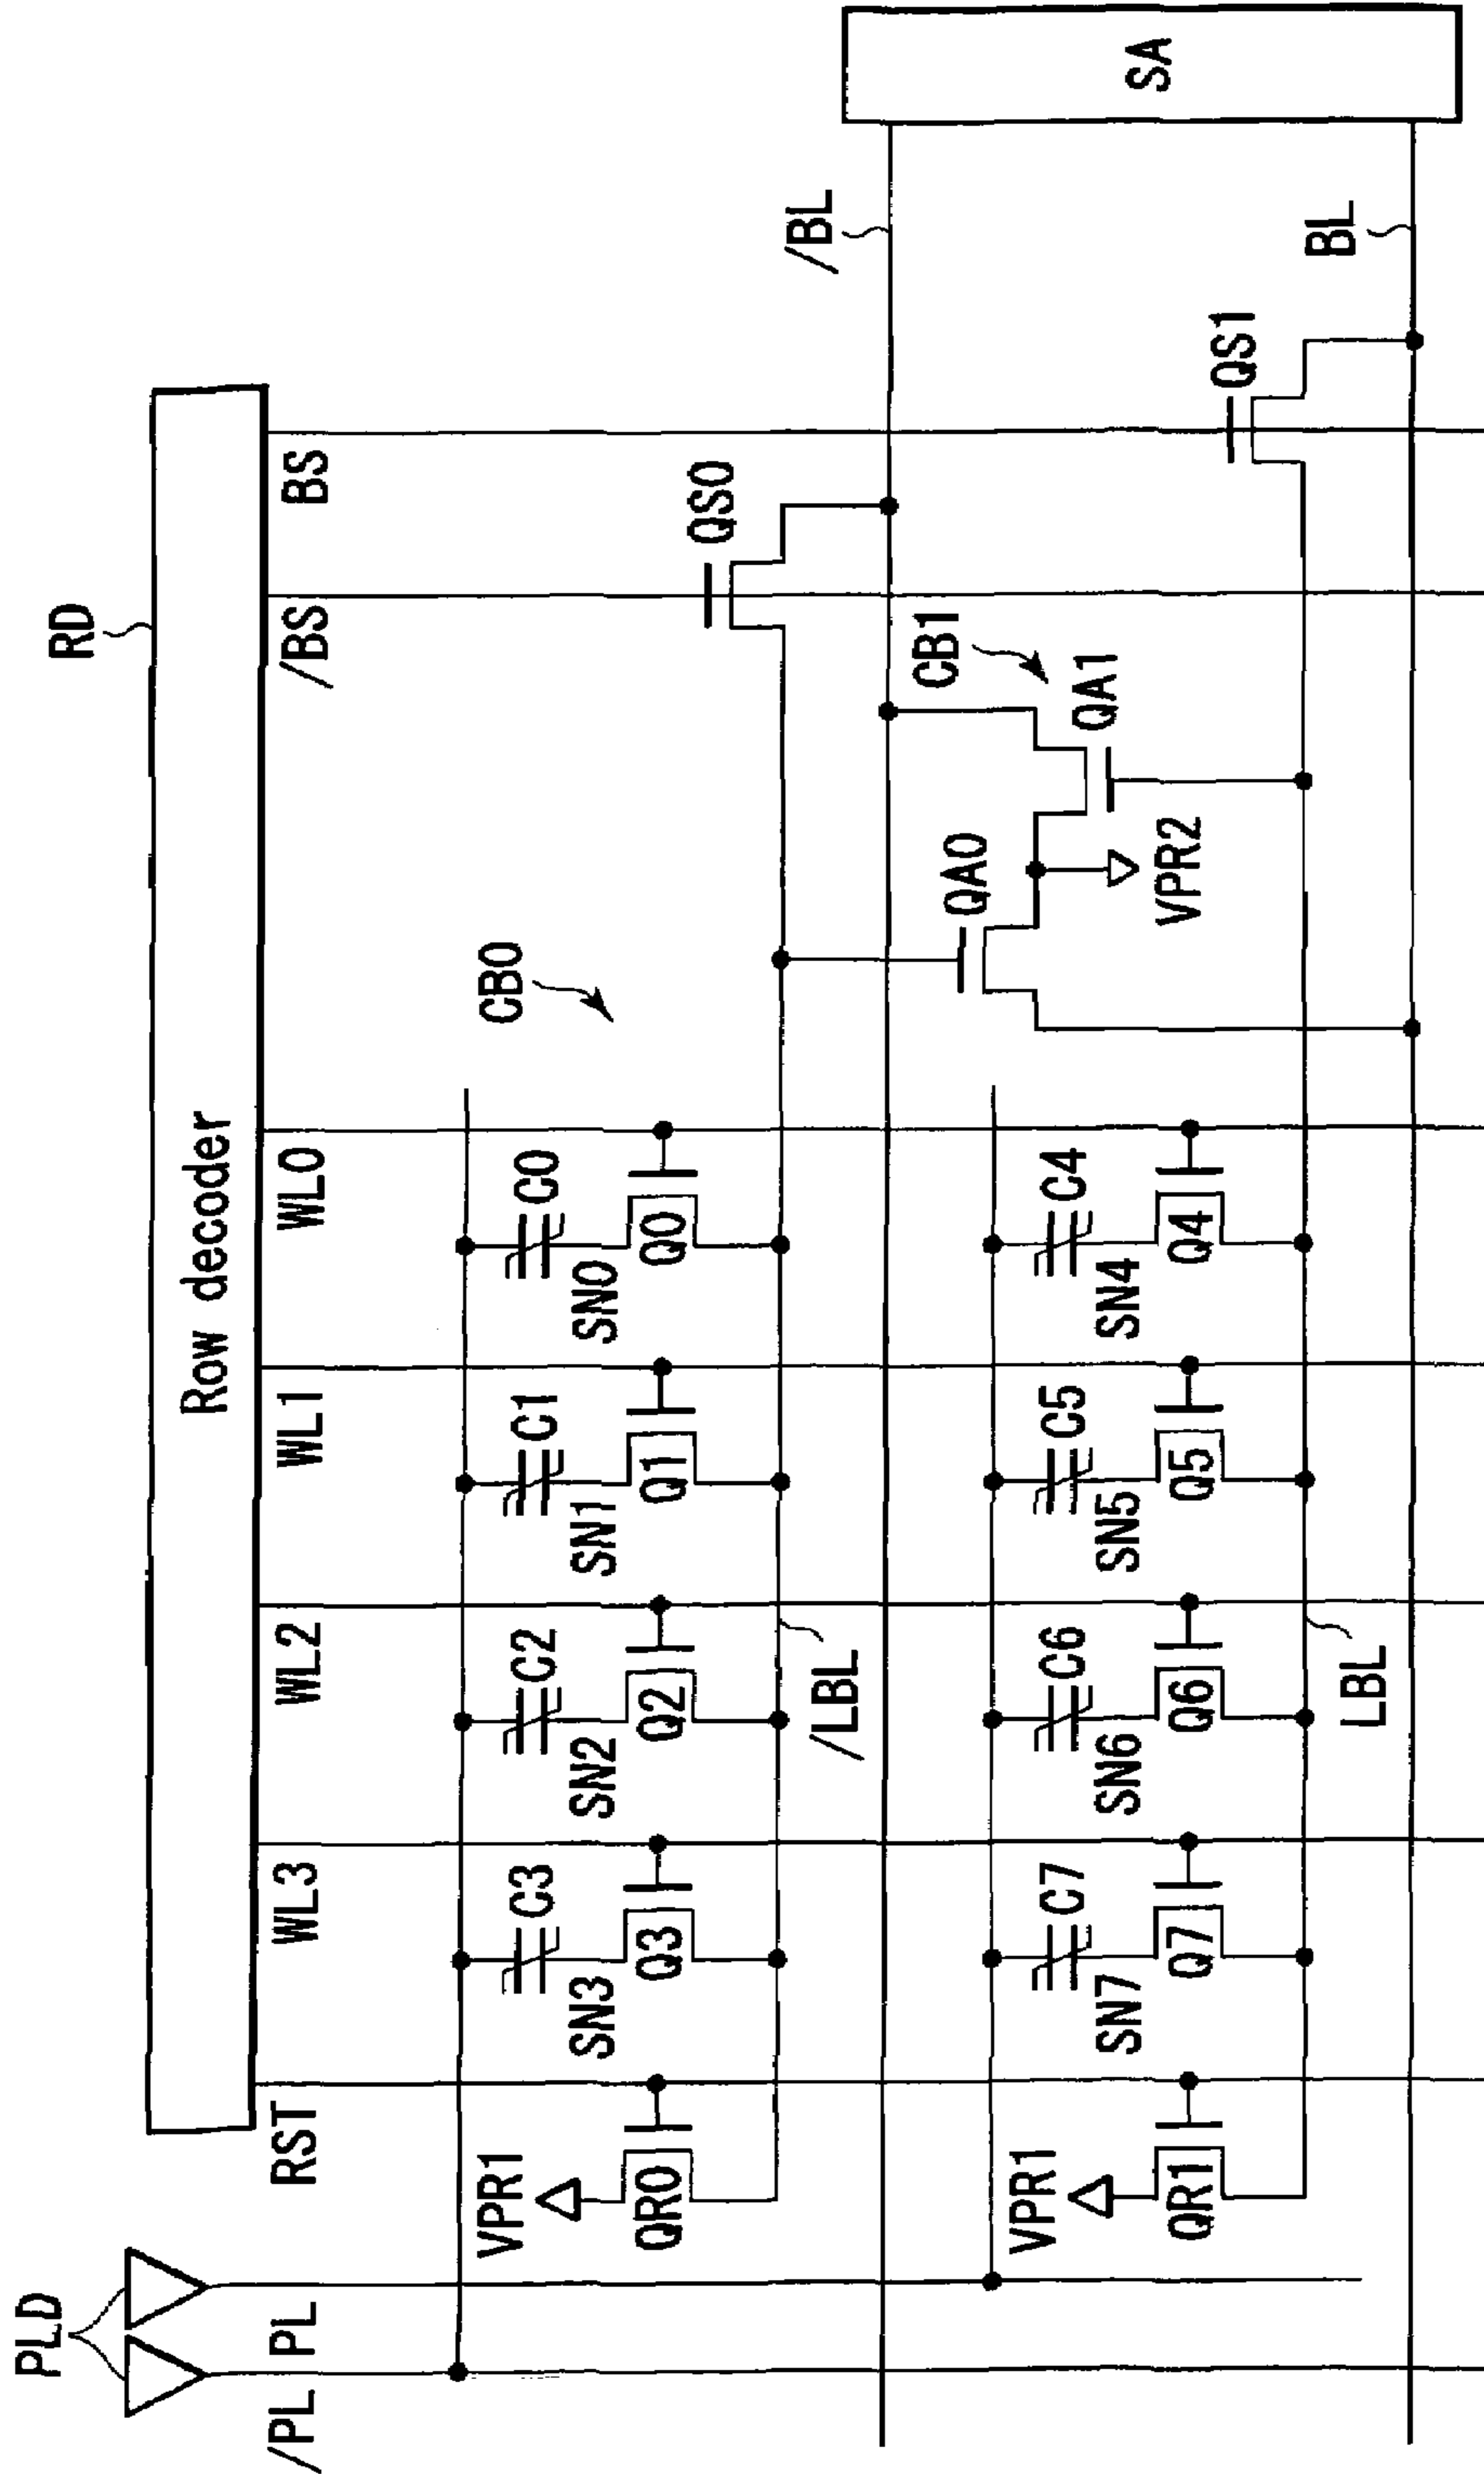 PLD
/PL
PL
RD
Row decoder
RST
WL3
WL2
WL1
WL0
/BS
BS
VPR1
QR0
C3
SN3
Q3
C2
SN2
Q2
C1
SN1
Q1
C0
SN0
Q0
CB0
QS0
/LBL
/BL
SA
VPR1
QR1
C7
SN7
Q7
C6
SN6
Q6
C5
SN5
Q5
C4
SN4
Q4
QA0
CB1
QA1
VPR2
QS1
LBL
BL